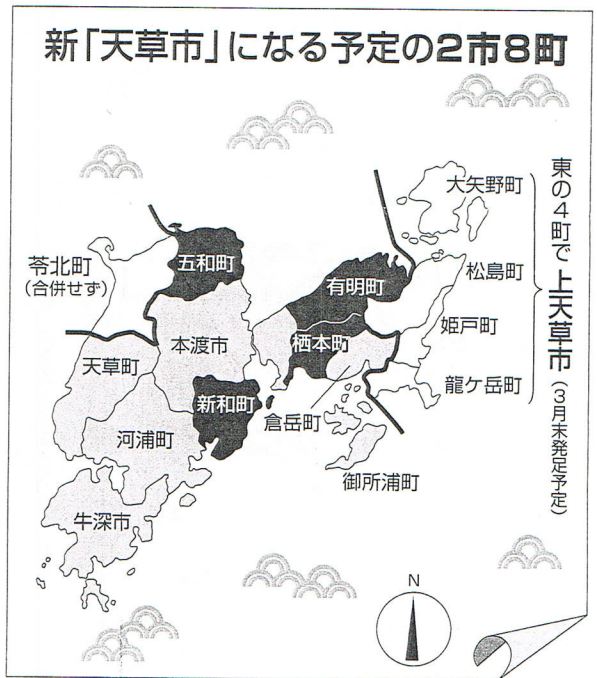 新「天草市」になる予定の2市8町
大矢野町
東の4町で 上天草市(3月末発足予定)
松島町
姫戸町
龍ケ岳町
苓北町
(合併せず)
五和町
有明町
本渡市
栖本町
天草町
新和町
倉岳町
河浦町
御所浦町
牛深市
N